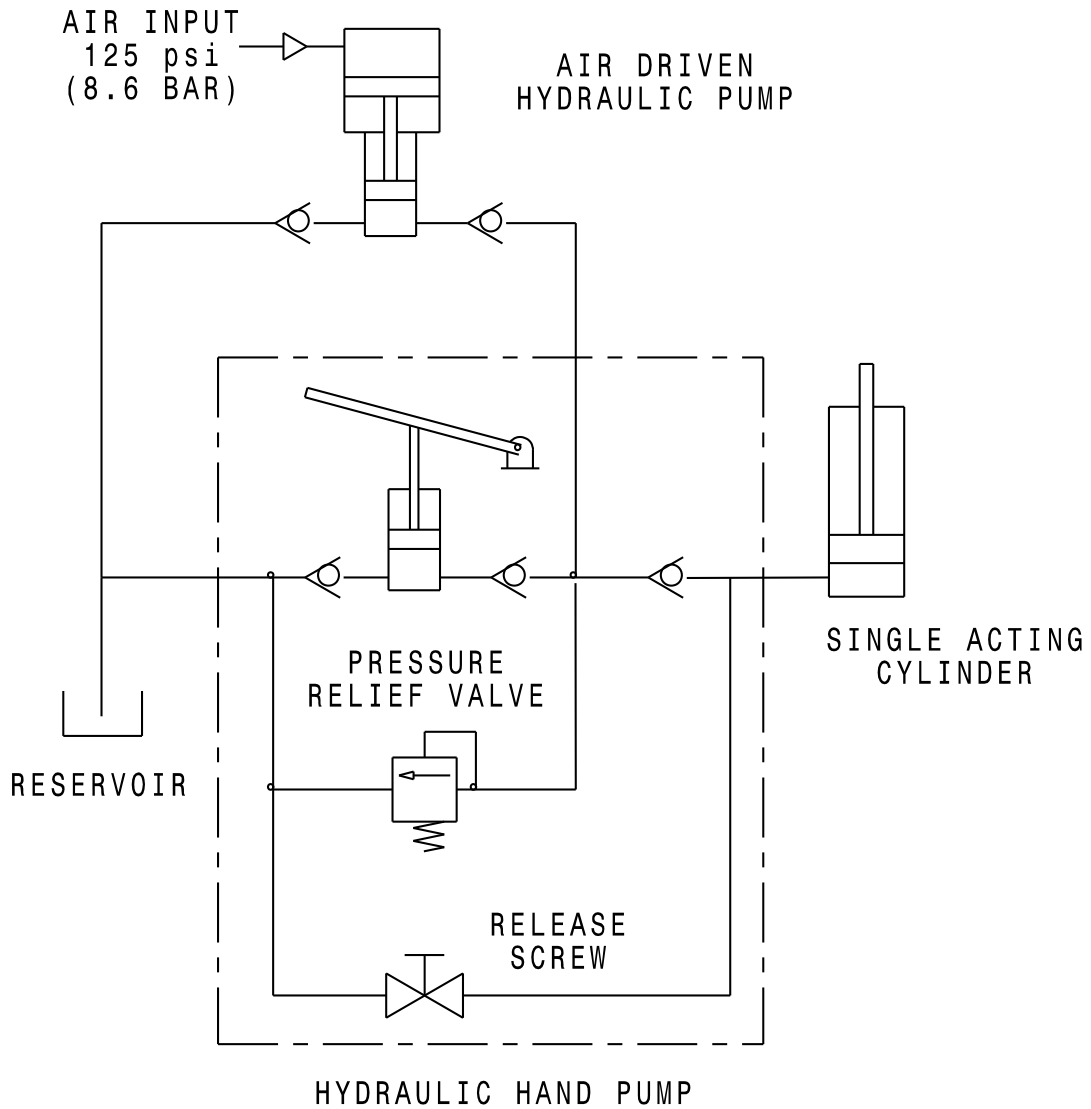 AIR INPUT
125 psi
(8.6 BAR)
AIR DRIVEN
HYDRAULIC PUMP
SINGLE ACTING
CYLINDER
PRESSURE
RELIEF VALVE
RESERVOIR
RELEASE
SCREW
HYDRAULIC HAND PUMP